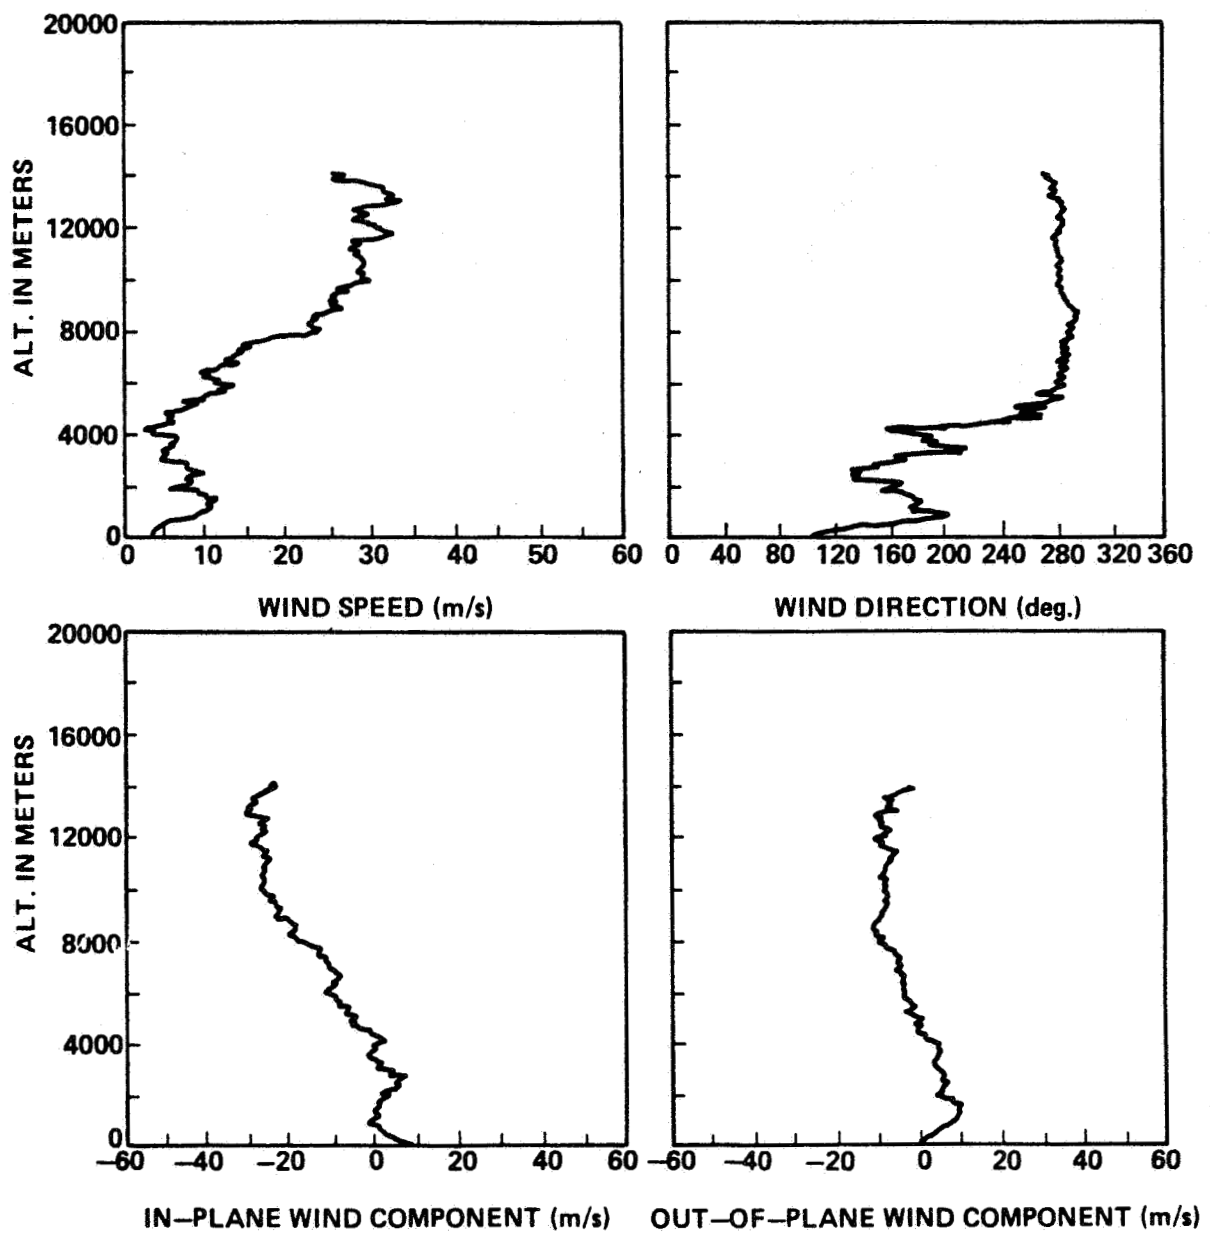 20000
16000
12000
8000
4000
0
ALT. IN METERS
0 10 20 30 40 50 60
WIND SPEED (m/s)
0 40 80 120 160 200 240 280 320 360
WIND DIRECTION (deg.)
20000
16000
12000
8000
4000
0
ALT. IN METERS
−60 −40 −20 0 20 40 60
IN−PLANE WIND COMPONENT (m/s)
−60 −40 −20 0 20 40 60
OUT−OF−PLANE WIND COMPONENT (m/s)